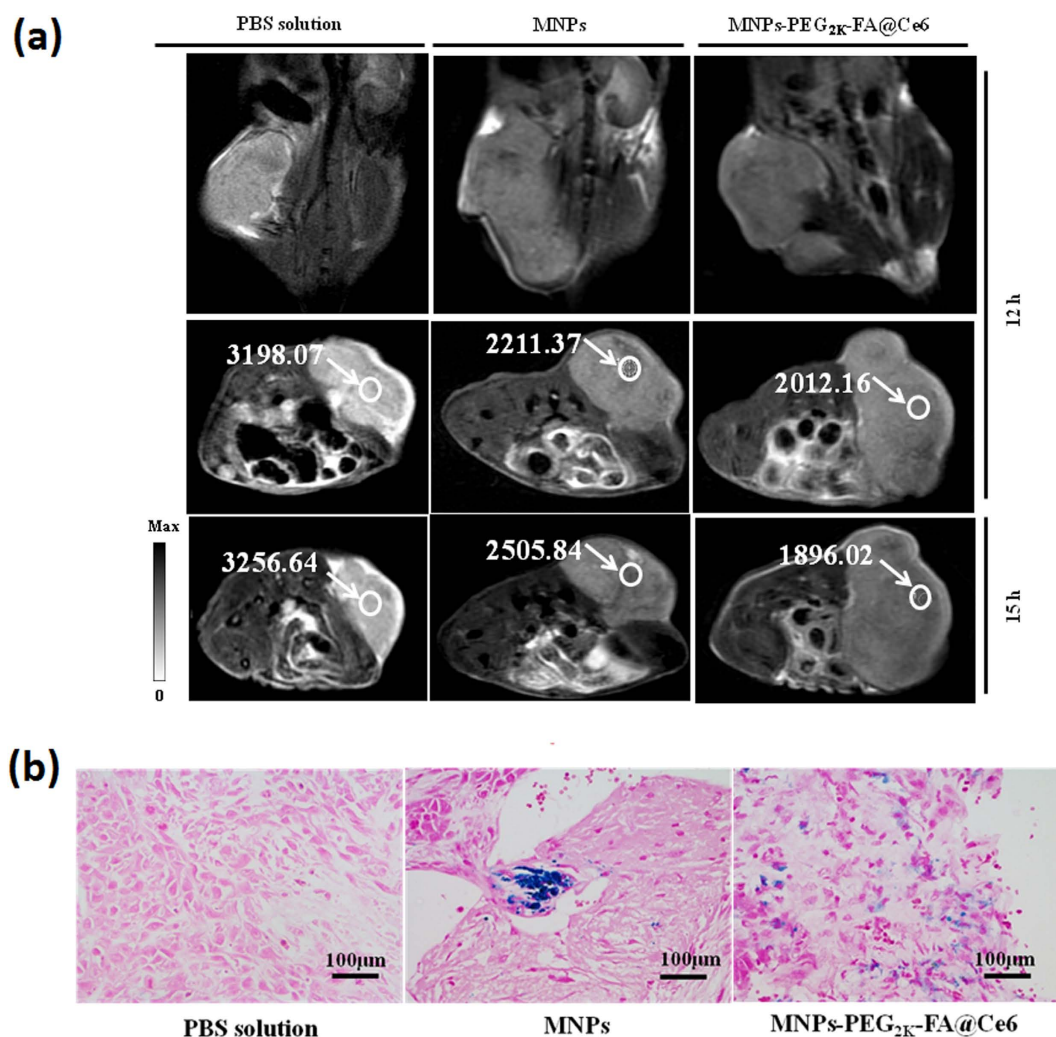 (a)
PBS solution
MNPs
MNPs-PEG2K-FA@Ce6
12 h
3198.07
2211.37
2012.16
Max
0
3256.64
2505.84
1896.02
15 h
(b)
100μm
100μm
100μm
PBS solution
MNPs
MNPs-PEG2K-FA@Ce6